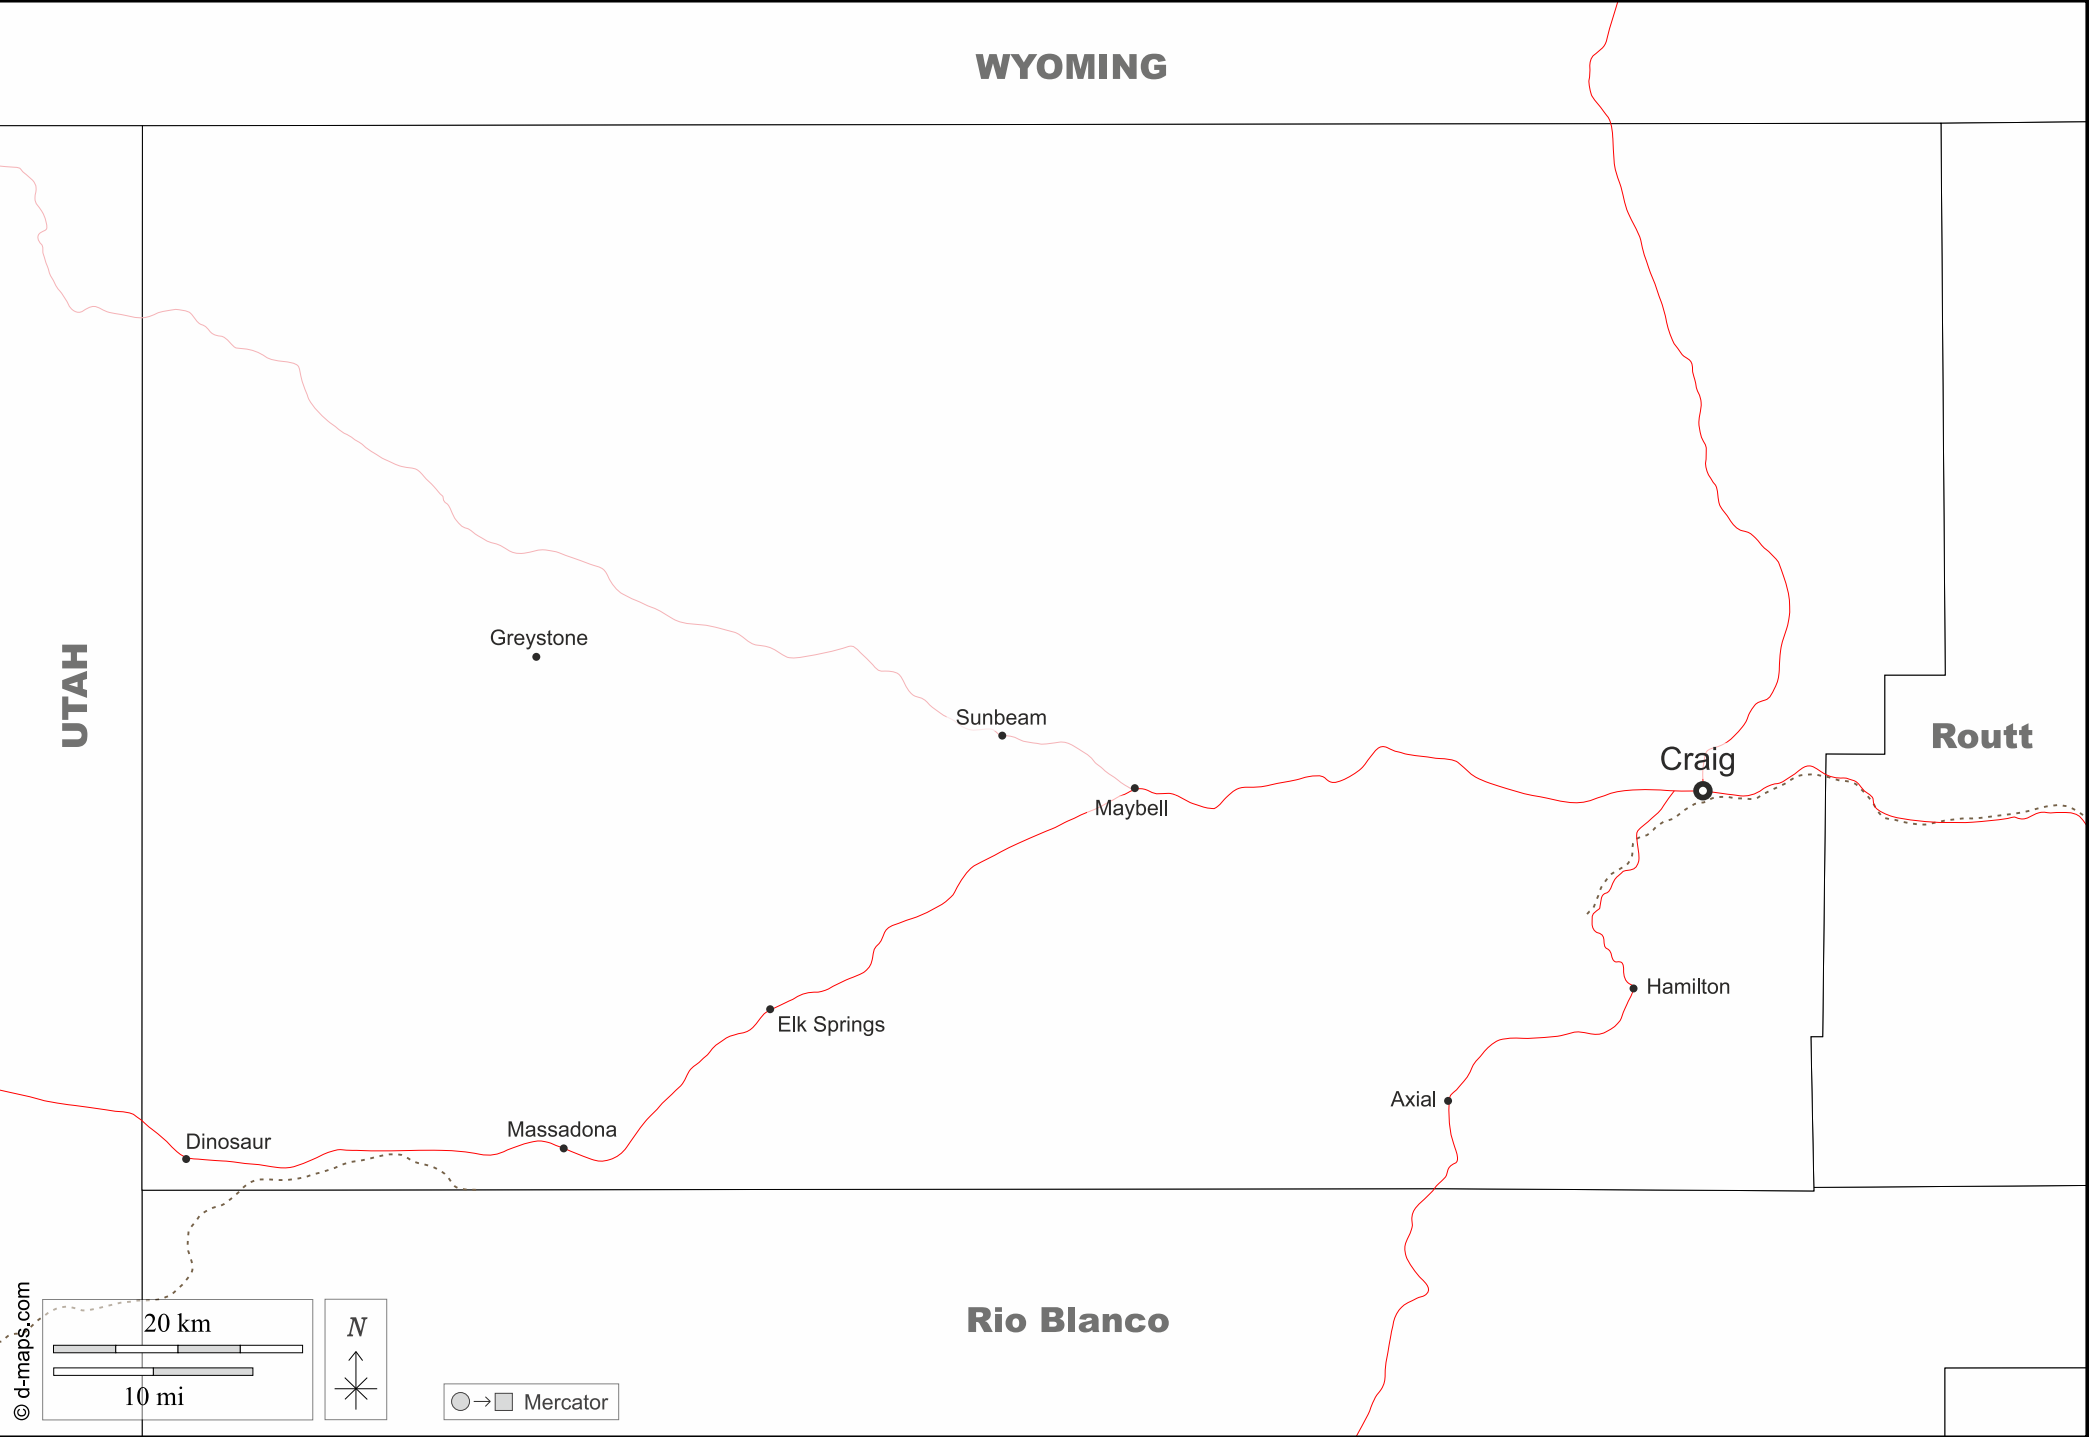 WYOMING
UTAH
Greystone
Sunbeam
Routt
Craig
Maybell
Hamilton
Elk Springs
Axial
Massadona
Dinosaur
Rio Blanco
© d-maps.com
20 km
10 mi
N
Mercator